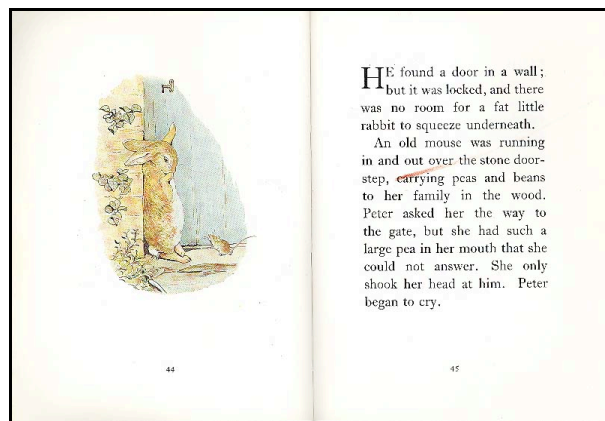 44
HE found a door in a wall;
but it was locked, and there
was no room for a fat little
rabbit to squeeze underneath.
An old mouse was running
in and out over the stone door-
step, carrying peas and beans
to her family in the wood.
Peter asked her the way to
the gate, but she had such a
large pea in her mouth that she
could not answer. She only
shook her head at him. Peter
began to cry.
45